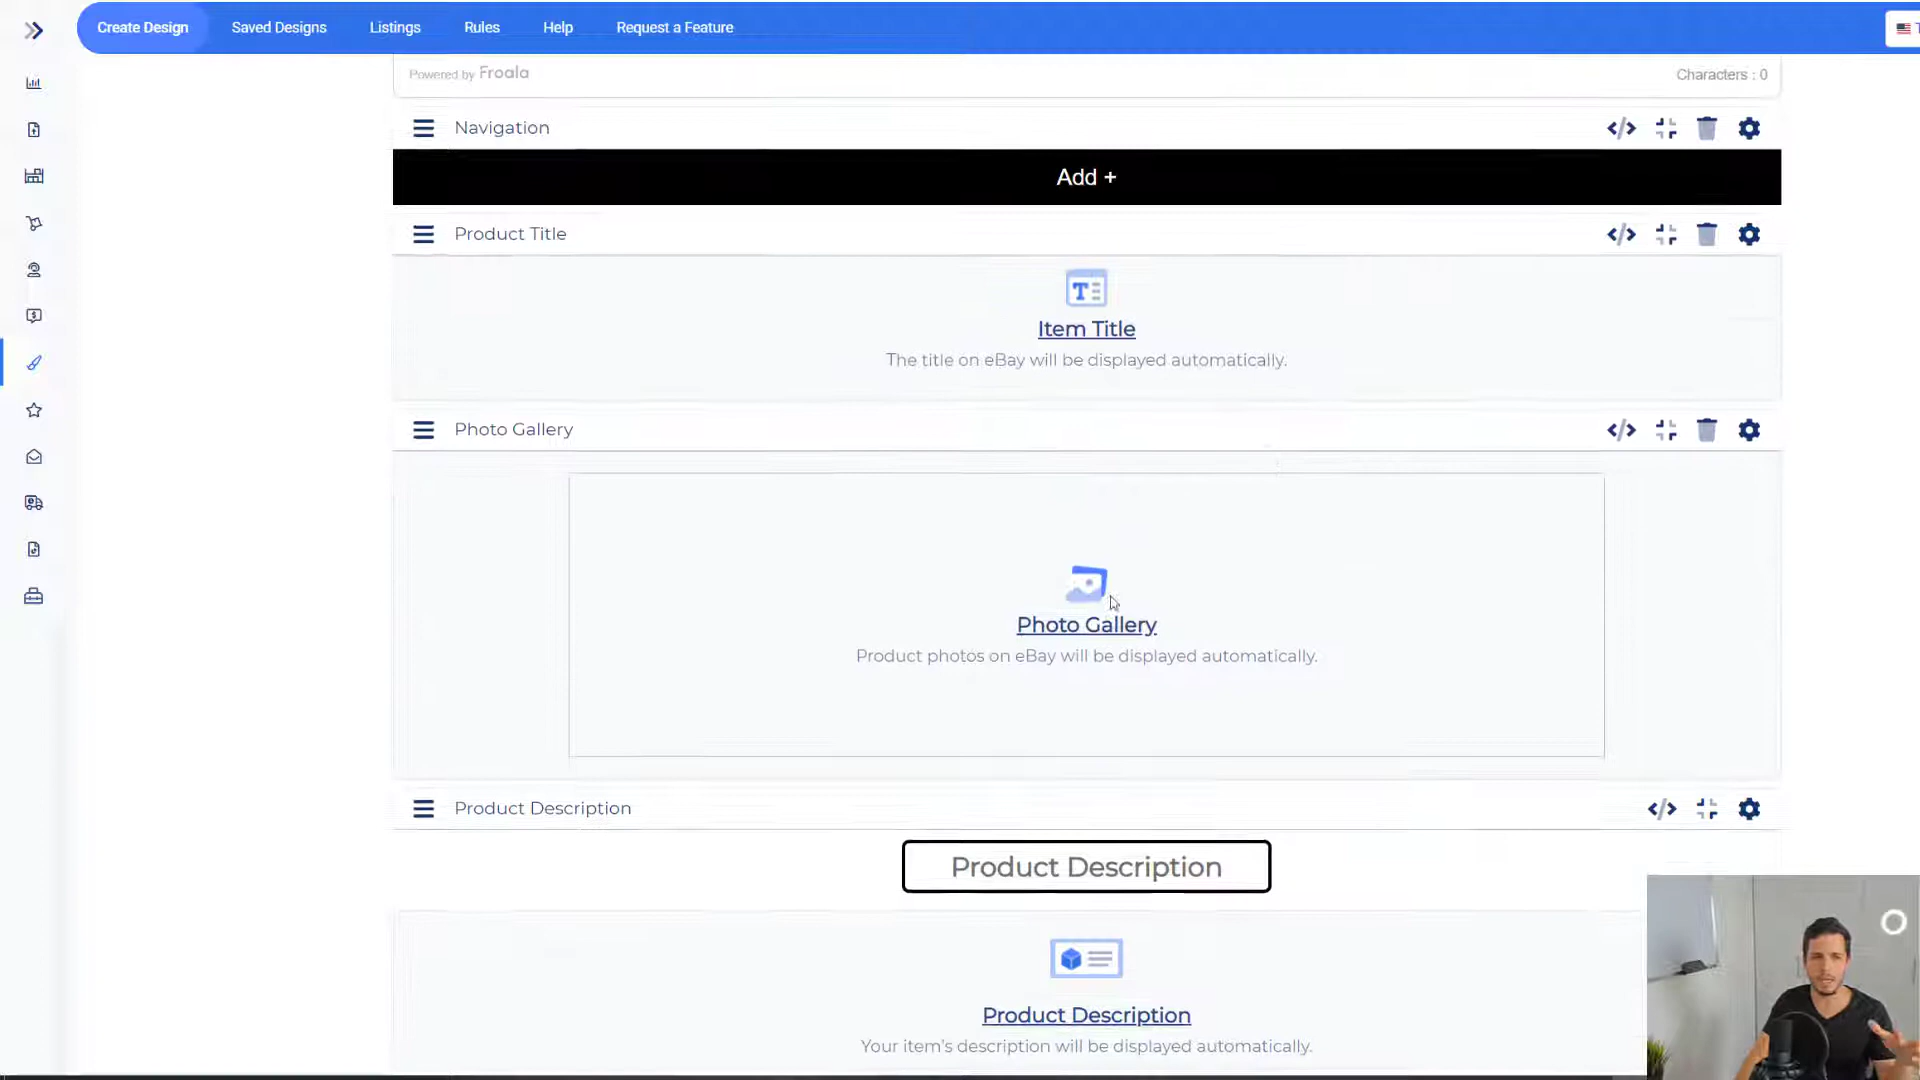 Create Design Saved Designs Listings Rules Help Request a Feature
Powered by Froala Characters : 0
Navigation
Add +
Product Title
Item Title
The title on eBay will be displayed automatically.
Photo Gallery
Photo Gallery
Product photos on eBay will be displayed automatically.
Product Description
Product Description
Product Description
Your item's description will be displayed automatically.